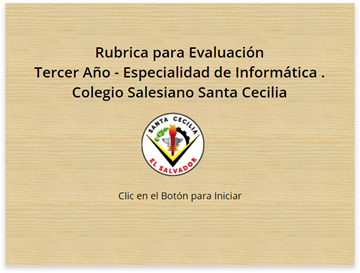 Rubrica para Evaluación
Tercer Año - Especialidad de Informática .
Colegio Salesiano Santa Cecilia
SANTA CECILIA
EL SALVADOR
Clic en el Botón para Iniciar